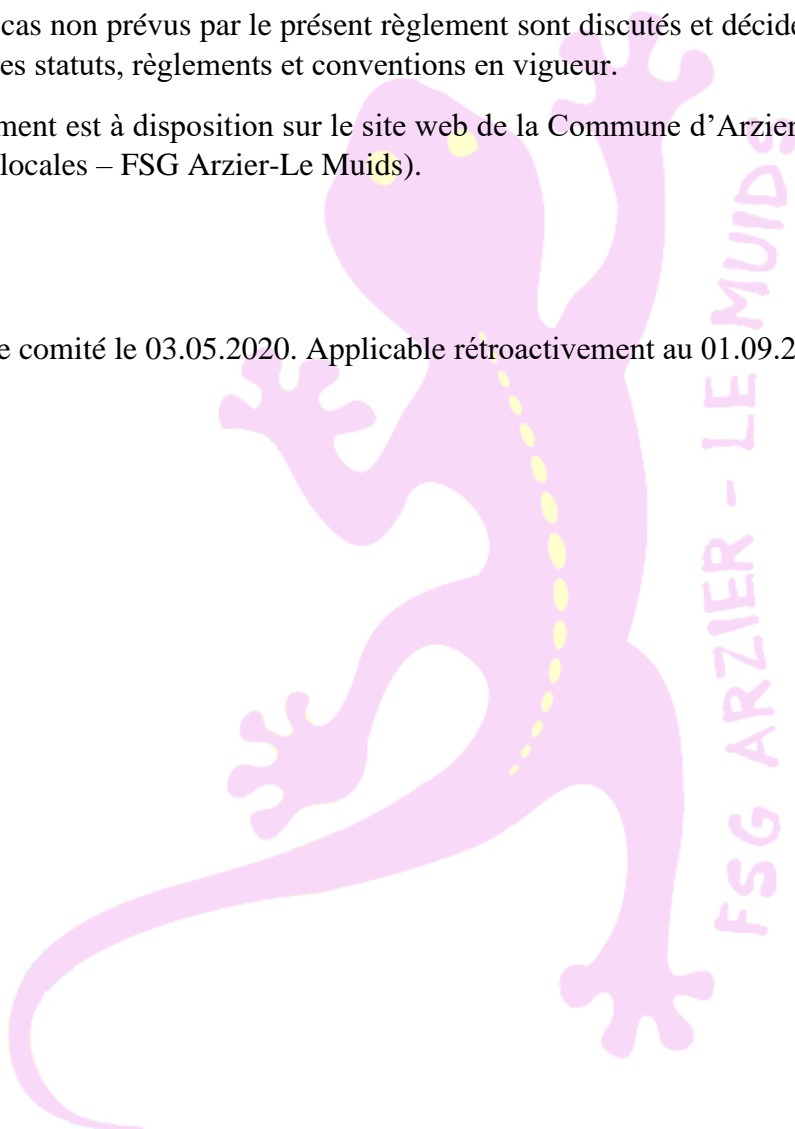 cas non prévus par le présent règlement sont discutés et décid
es statuts, règlements et conventions en vigueur.
ment est à disposition sur le site web de la Commune d’Arzier
locales – FSG Arzier-Le Muids).
e comité le 03.05.2020. Applicable rétroactivement au 01.09.2
FSG ARZIER - LE MUIDS